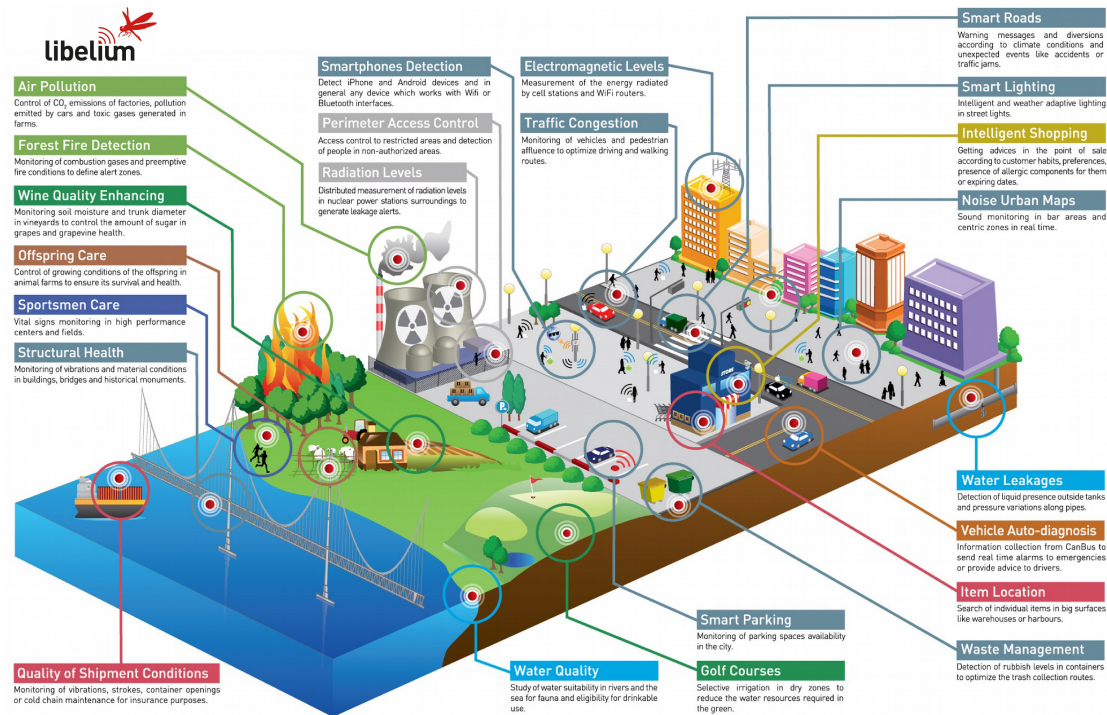 libelium
Air Pollution
Control of CO₂ emissions of factories, pollution
emitted by cars and toxic gases generated in
farms.
Forest Fire Detection
Monitoring of combustion gases and preemptive
fire conditions to define alert zones.
Wine Quality Enhancing
Monitoring soil moisture and trunk diameter
in vineyards to control the amount of sugar in
grapes and grapevine health.
Offspring Care
Control of growing conditions of the offspring in
animal farms to ensure its survival and health.
Sportsmen Care
Vital signs monitoring in high performance
centers and fields.
Structural Health
Monitoring of vibrations and material conditions
in buildings, bridges and historical monuments.
Quality of Shipment Conditions
Monitoring of vibrations, strokes, container openings
or cold chain maintenance for insurance purposes.
Smartphones Detection
Detect iPhone and Android devices and in
general any device which works with Wifi or
Bluetooth interfaces.
Perimeter Access Control
Access control to restricted areas and detection
of people in non-authorized areas.
Radiation Levels
Distributed measurement of radiation levels
in nuclear power stations surroundings to
generate leakage alerts.
Electromagnetic Levels
Measurement of the energy radiated
by cell stations and WiFi routers.
Traffic Congestion
Monitoring of vehicles and pedestrian
affluence to optimize driving and walking
routes.
Smart Roads
Warning messages and diversions
according to climate conditions and
unexpected events like accidents or
traffic jams.
Smart Lighting
Intelligent and weather adaptive lighting
in street lights.
Intelligent Shopping
Getting advices in the point of sale
according to customer habits, preferences,
presence of allergic components for them
or expiring dates.
Noise Urban Maps
Sound monitoring in bar areas and
centric zones in real time.
STORE
P
Water Leakages
Detection of liquid presence outside tanks
and pressure variations along pipes.
Vehicle Auto-diagnosis
Information collection from CanBus to
send real time alarms to emergencies
or provide advice to drivers.
Item Location
Search of individual items in big surfaces
like warehouses or harbours.
Waste Management
Detection of rubbish levels in containers
to optimize the trash collection routes.
Smart Parking
Monitoring of parking spaces availability
in the city.
Golf Courses
Selective irrigation in dry zones to
reduce the water resources required in
the green.
Water Quality
Study of water suitability in rivers and the
sea for fauna and eligibility for drinkable
use.